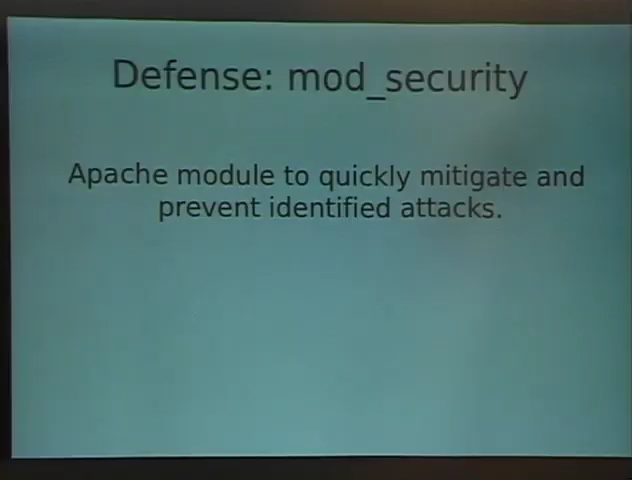 Defense: mod_security
Apache module to quickly mitigate and
prevent identified attacks.